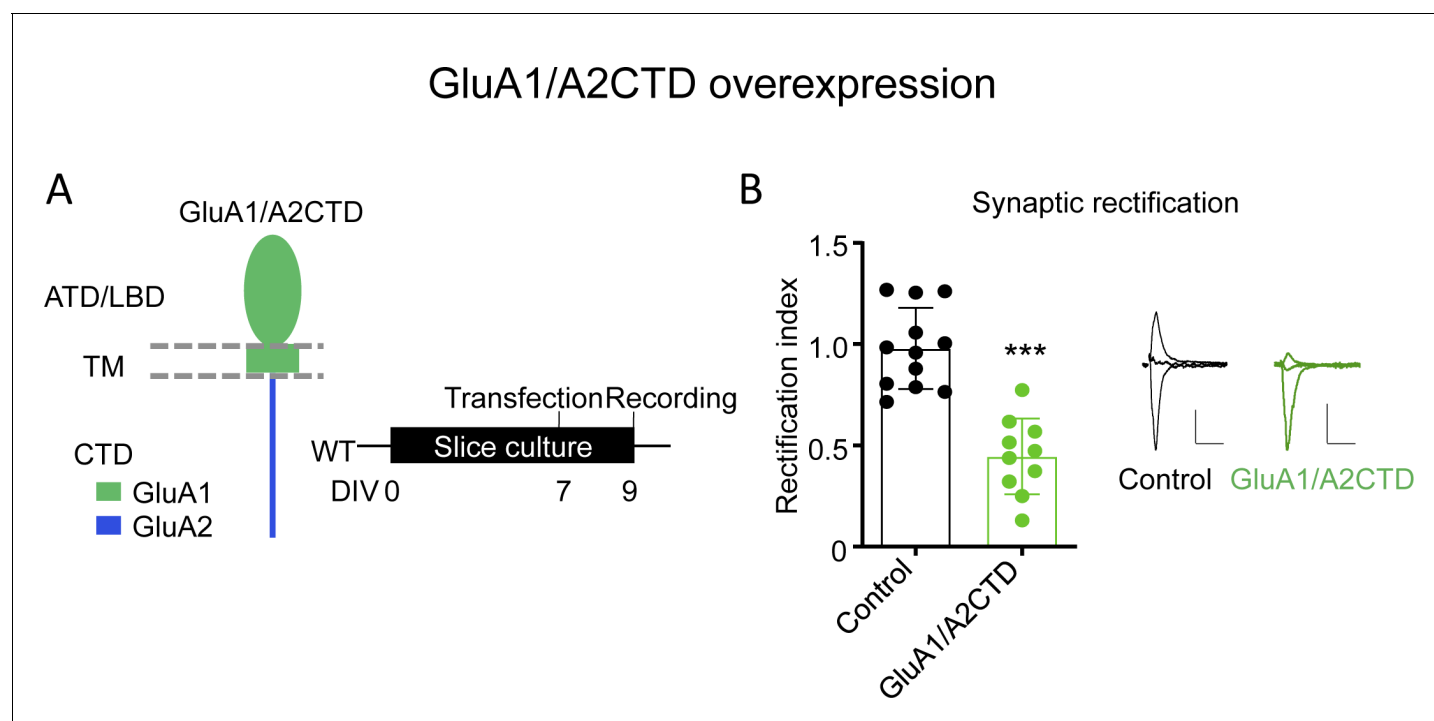 GluA1/A2CTD overexpression
A
GluA1/A2CTD
ATD/LBD
TM
CTD
GluA1
GluA2
Transfection Recording
WT Slice culture
DIV 0 7 9
B
Synaptic rectification
Rectification index
1.5
1.0
0.5
0
***
Control
GluA1/A2CTD
Control GluA1/A2CTD